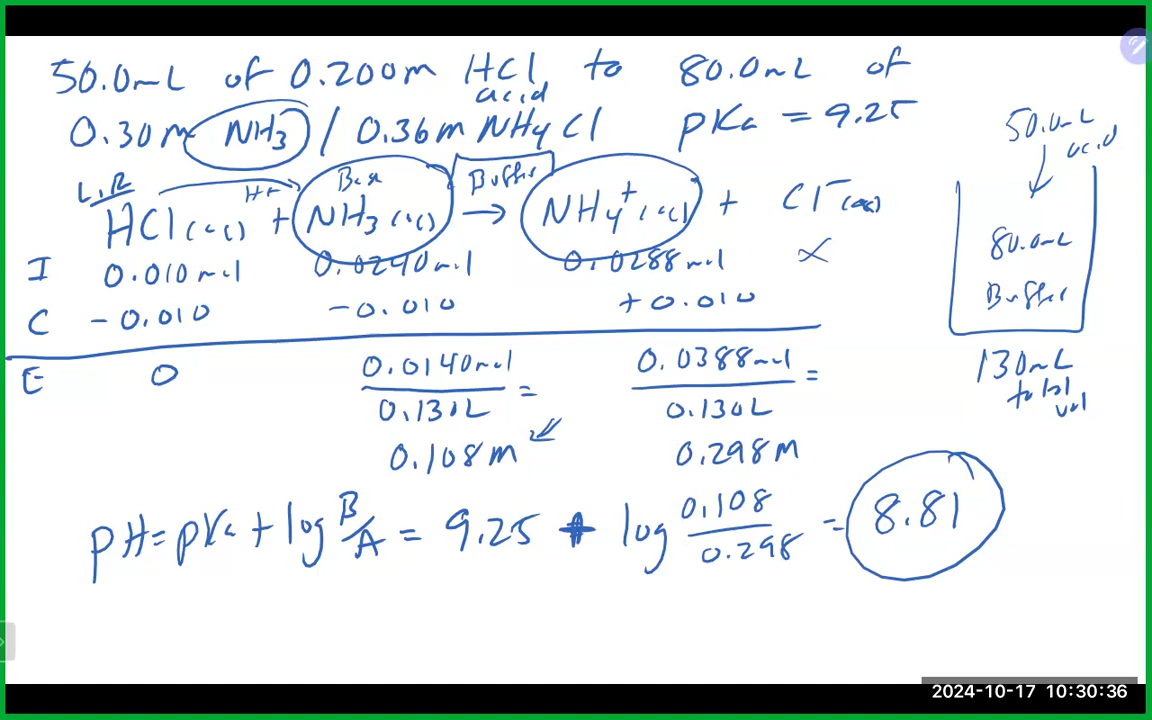 50.0mL of 0.200m HCl to 80.0mL of
acid
0.30m NH3 / 0.36m NH4Cl pKa = 9.25
50.0mL
acid
L.R H+ Base Buffer
HCl(aq) + NH3(aq) → NH4+(aq) + Cl-(aq)
80.0mL
Buffer
I 0.010mol 0.0240mol 0.0288mol X
C -0.010 -0.010 +0.010
E 0 0.0140mol/0.130L = 0.0388mol/0.130L =
130mL
total
vol
0.108m 0.298M
pH = pKa + log B/A = 9.25 + log 0.108/0.298 = 8.81
2024-10-17 10:30:36